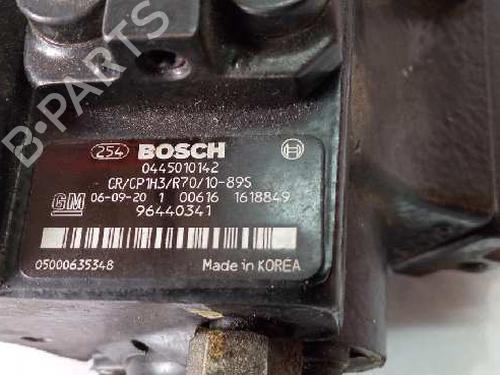 254 BOSCH
0445010142
CR/CP1H3/R70/10-89S
GM 06-09-20 1 00616 1618849
96440341
05000635348 Made in KOREA
B-PARTS